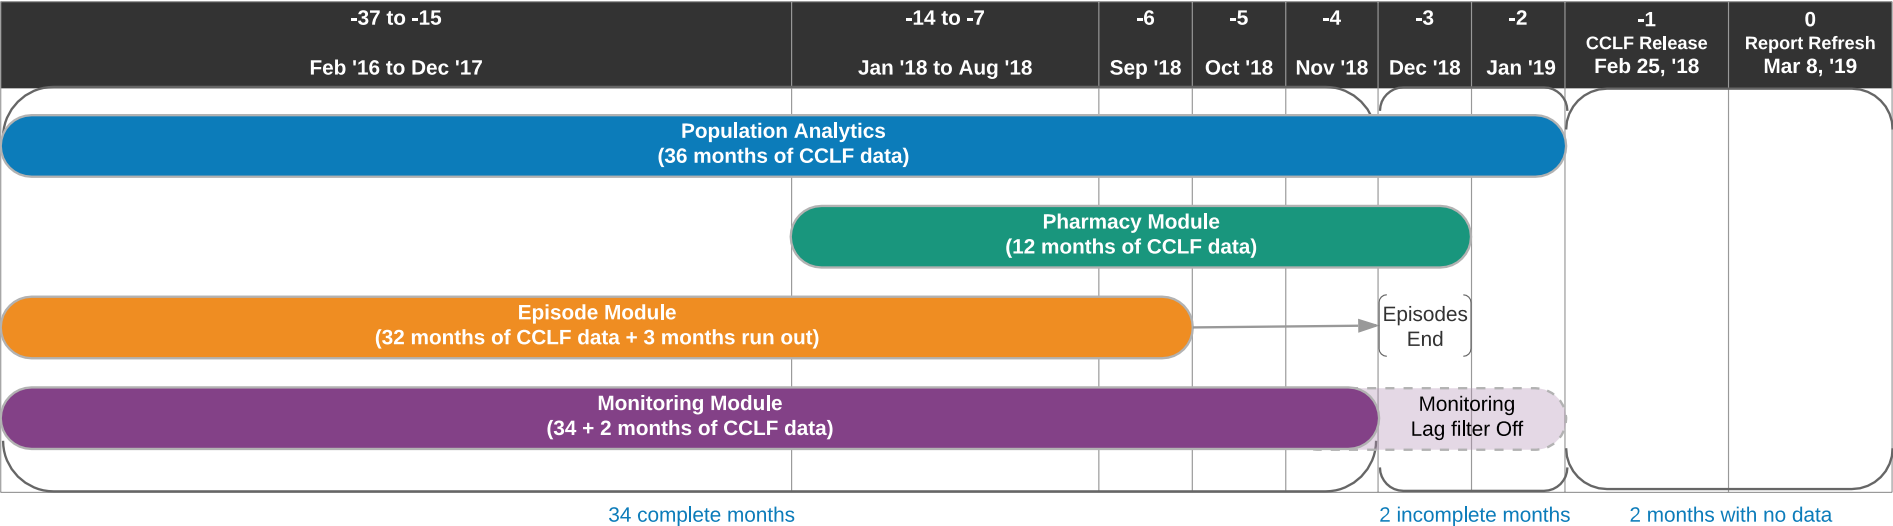 -37 to -15
Feb '16 to Dec '17
-14 to -7
Jan '18 to Aug '18
-6
Sep '18
-5
Oct '18
-4
Nov '18
-3
Dec '18
-2
Jan '19
-1
CCLF Release
Feb 25, '18
0
Report Refresh
Mar 8, '19
Population Analytics
(36 months of CCLF data)
Pharmacy Module
(12 months of CCLF data)
Episode Module
(32 months of CCLF data + 3 months run out)
Episodes
End
Monitoring Module
(34 + 2 months of CCLF data)
Monitoring
Lag filter Off
34 complete months
2 incomplete months
2 months with no data